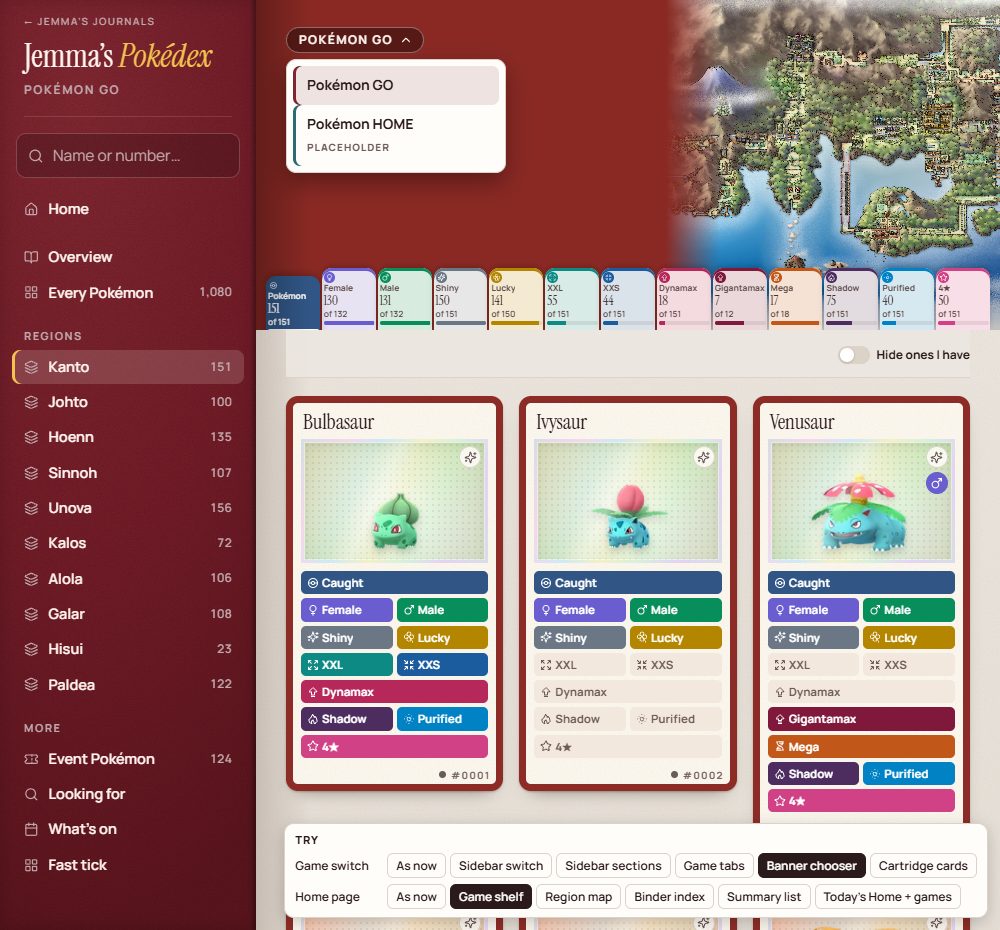 ← JEMMA'S JOURNALS
Jemma's Pokédex
POKÉMON GO
Name or number...
Home
Overview
Every Pokémon 1,080
REGIONS
Kanto 151
Johto 100
Hoenn 135
Sinnoh 107
Unova 156
Kalos 72
Alola 106
Galar 108
Hisui 23
Paldea 122
MORE
Event Pokémon 124
Looking for
What's on
Fast tick
POKÉMON GO
Pokémon GO
Pokémon HOME
PLACEHOLDER
Pokémon
151
of 151
Female
130
of 132
Male
131
of 132
Shiny
150
of 151
Lucky
141
of 150
XXL
55
of 151
XXS
44
of 151
Dynamax
18
of 151
Gigantamax
7
of 12
Mega
17
of 18
Shadow
75
of 151
Purified
40
of 151
4★
50
of 151
Hide ones I have
Bulbasaur
Caught
Female Male
Shiny Lucky
XXL XXS
Dynamax
Shadow Purified
4★
#0001
Ivysaur
Caught
Female Male
Shiny Lucky
XXL XXS
Dynamax
Shadow Purified
4★
#0002
Venusaur
Caught
Female Male
Shiny Lucky
XXL XXS
Dynamax
Gigantamax
Mega
Shadow Purified
4★
TRY
Game switch As now Sidebar switch Sidebar sections Game tabs Banner chooser Cartridge cards
Home page As now Game shelf Region map Binder index Summary list Today's Home + games